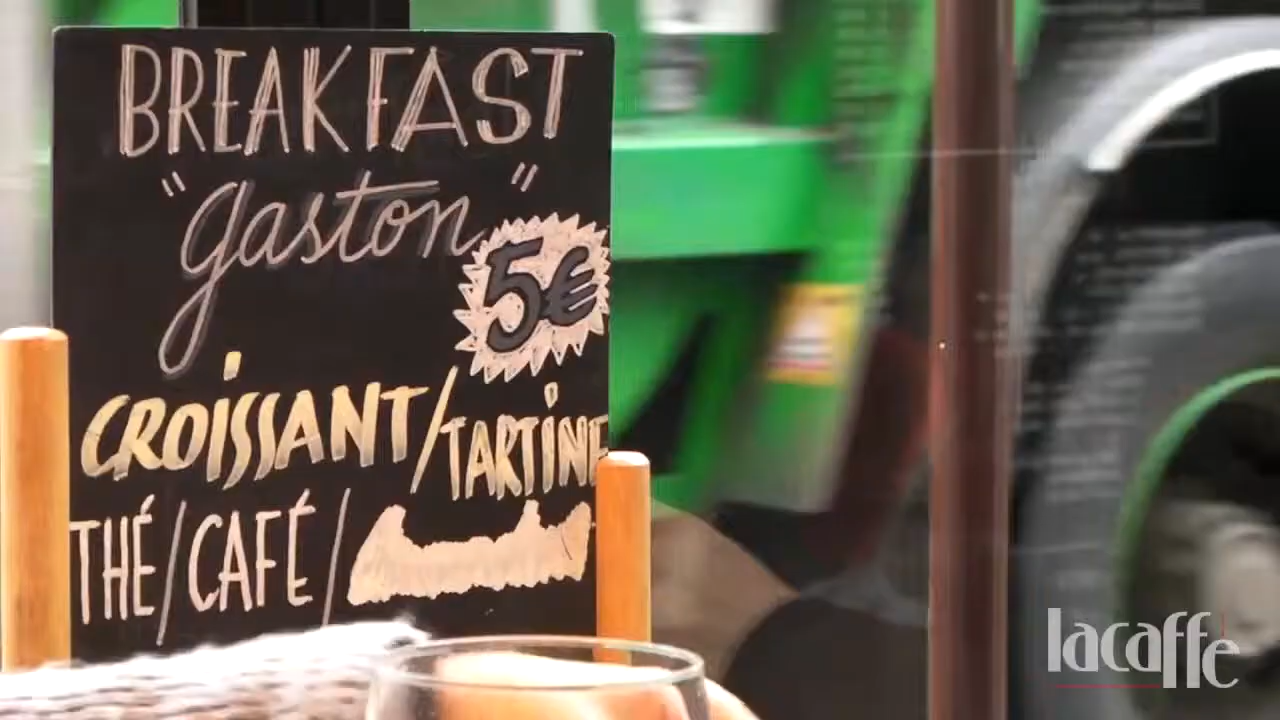 BREAKFAST
"gaston"
5€
CROISSANT/TARTINE
THÉ/CAFÉ/
lacaffe